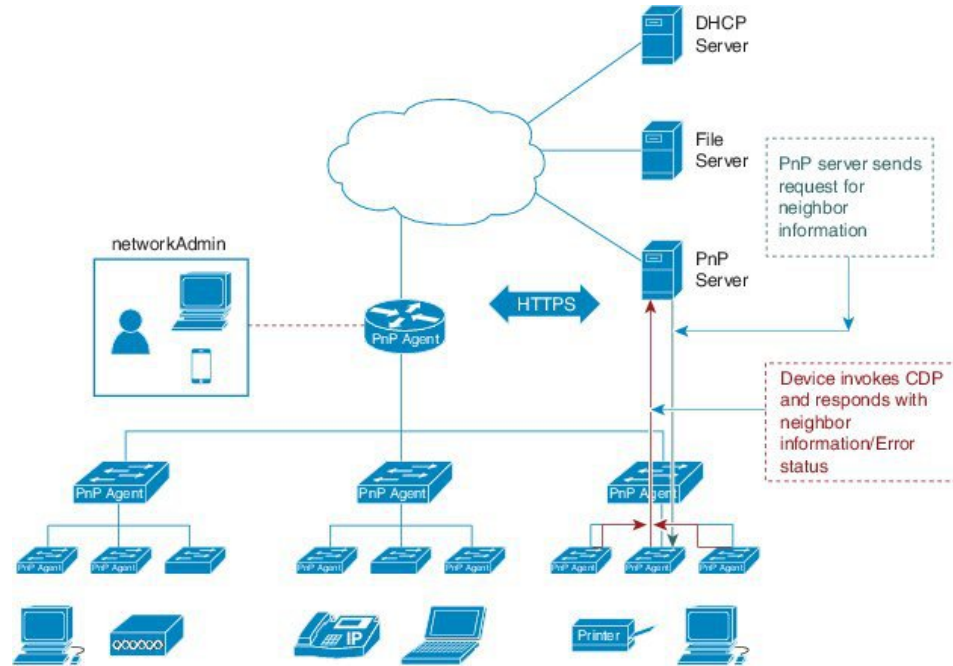 DHCP
Server
File
Server
PnP server sends
request for
neighbor
information
networkAdmin
PnP
Server
HTTPS
PnP Agent
Device invokes CDP
and responds with
neighbor
information/Error
status
PnP Agent
PnP Agent
PnP Agent
PnP Agent
PnP Agent
PnP Agent
PnP Agent
PnP Agent
PnP Agent
PnP Agent
IP
Printer